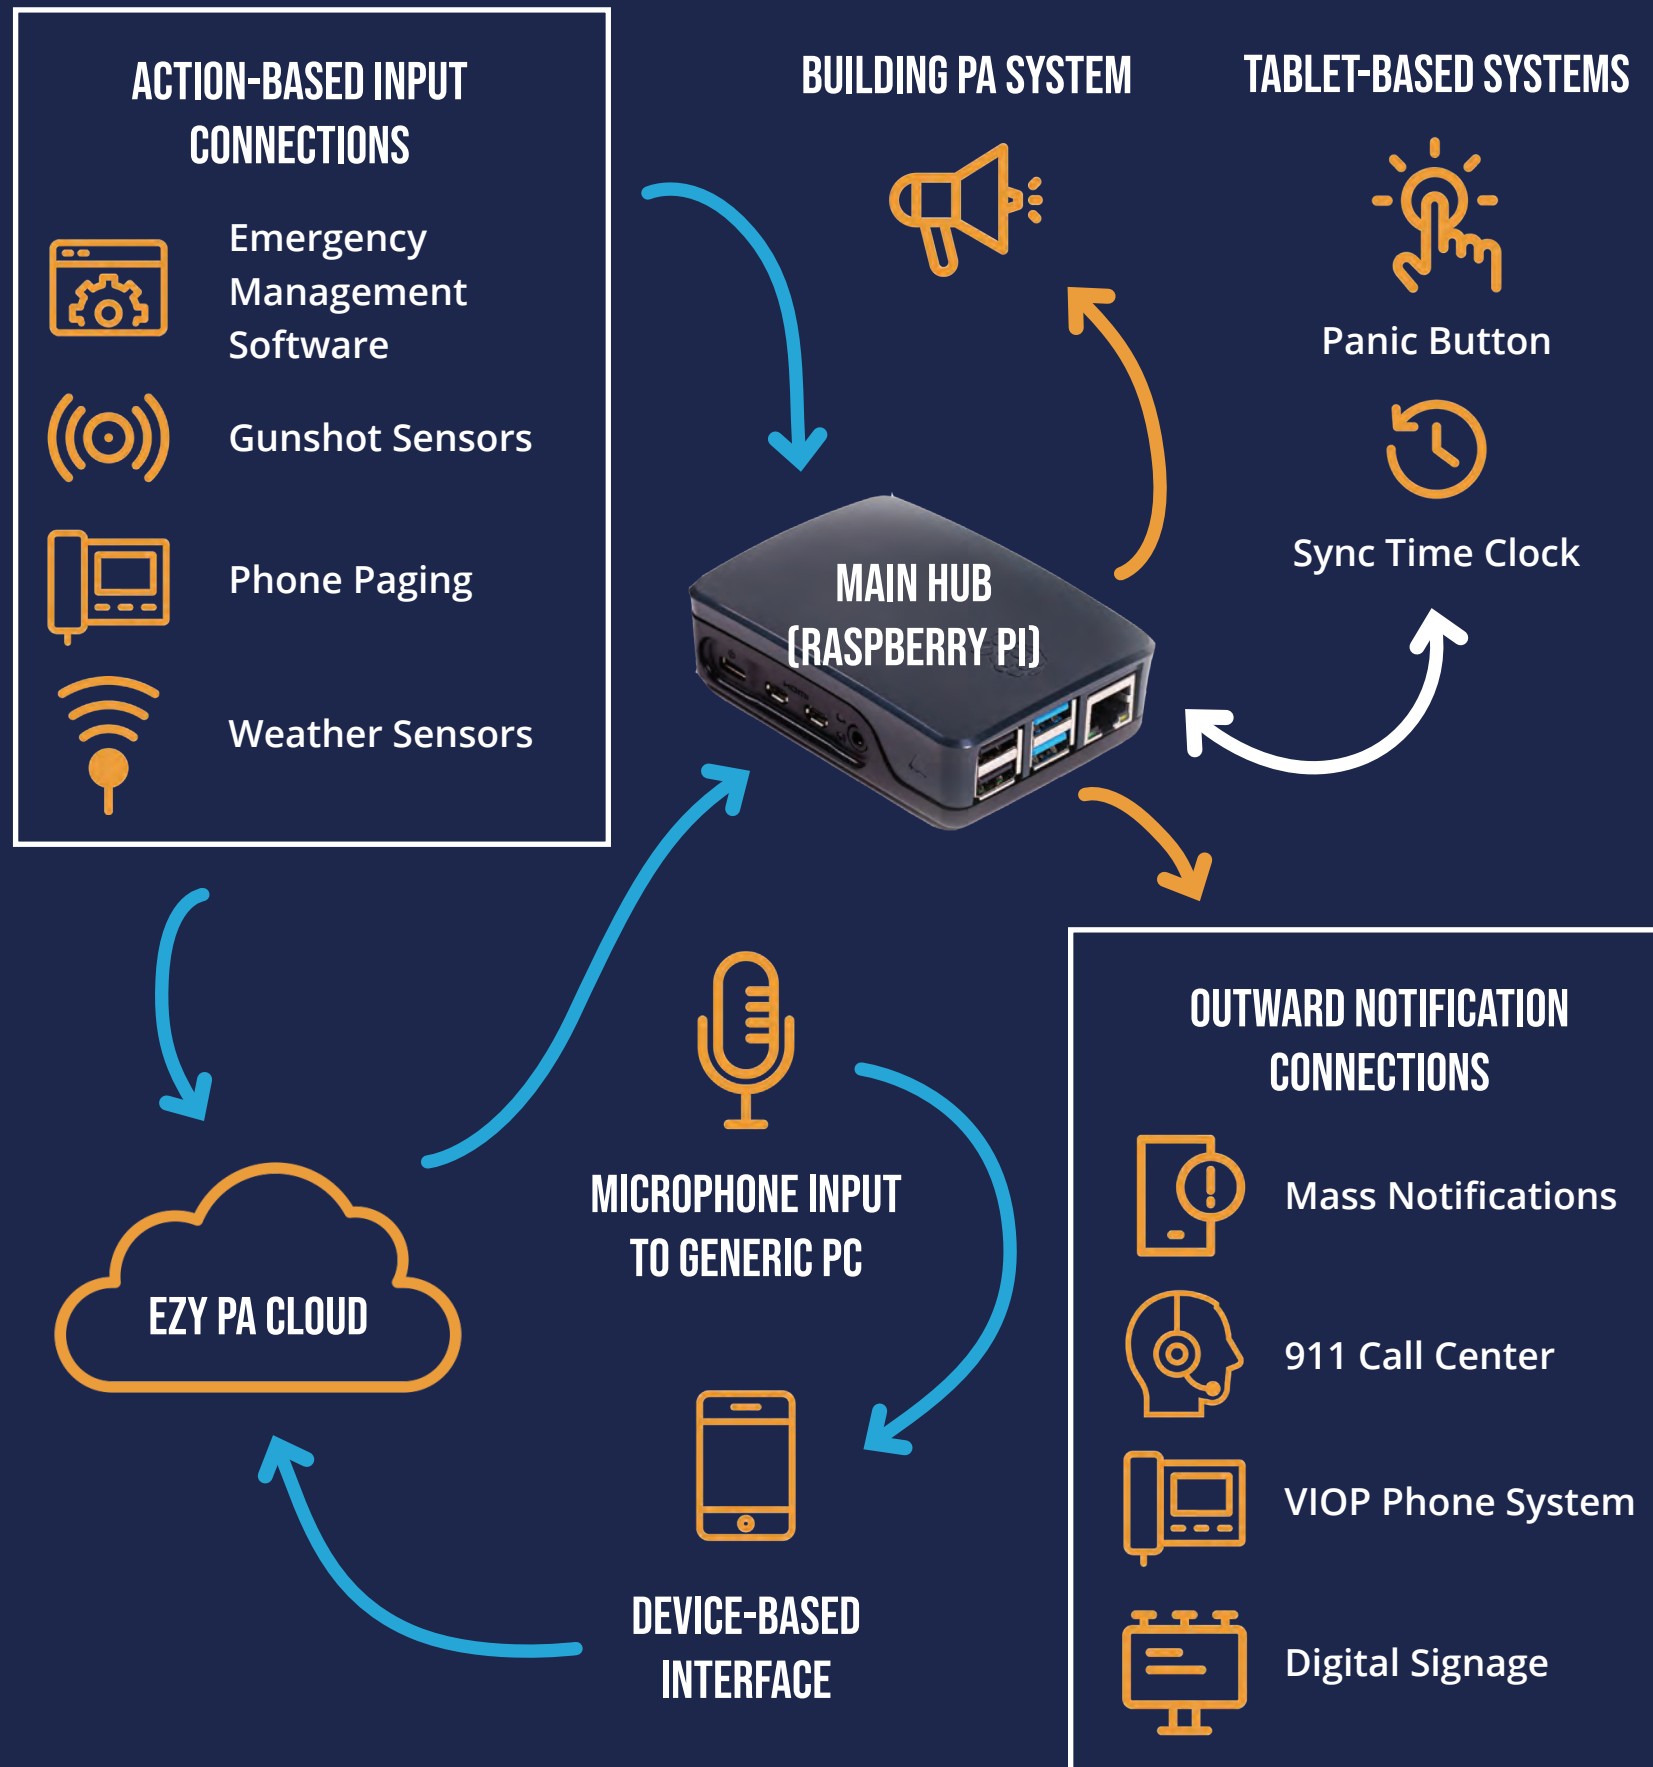 ACTION-BASED INPUT
CONNECTIONS
Emergency
Management
Software
Gunshot Sensors
Phone Paging
Weather Sensors
BUILDING PA SYSTEM
TABLET-BASED SYSTEMS
Panic Button
Sync Time Clock
MAIN HUB
(RASPBERRY PI)
HDMI
MICROPHONE INPUT
TO GENERIC PC
EZY PA CLOUD
DEVICE-BASED
INTERFACE
OUTWARD NOTIFICATION
CONNECTIONS
Mass Notifications
911 Call Center
VIOP Phone System
Digital Signage